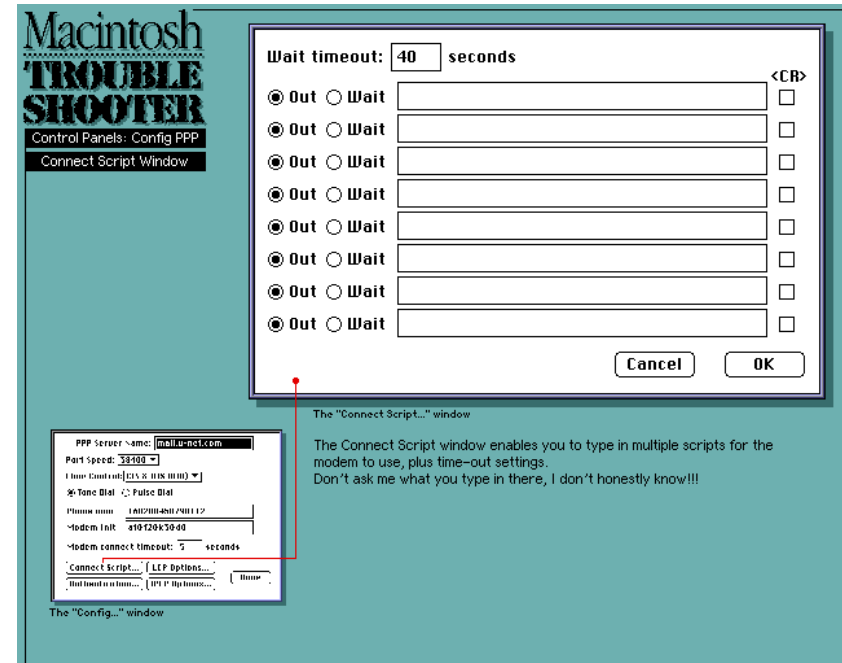 Macintosh
TROUBLE
SHOOTER
Control Panels: Config PPP
Connect Script Window
Wait timeout: 40 seconds
<CR>
Out Wait
Out Wait
Out Wait
Out Wait
Out Wait
Out Wait
Out Wait
Out Wait
Cancel OK
The "Connect Script..." window
The Connect Script window enables you to type in multiple scripts for the
modem to use, plus time-out settings.
Don't ask me what you type in there, I don't honestly know!!!
PPP Server Name: mail.u-net.com
Port Speed: 38400
Tone Dial Pulse Dial
Modem Init
Modem connect timeout: 5 seconds
Connect Script... LCP Options...
Authentication... IPCP Options...
Done
The "Config..." window